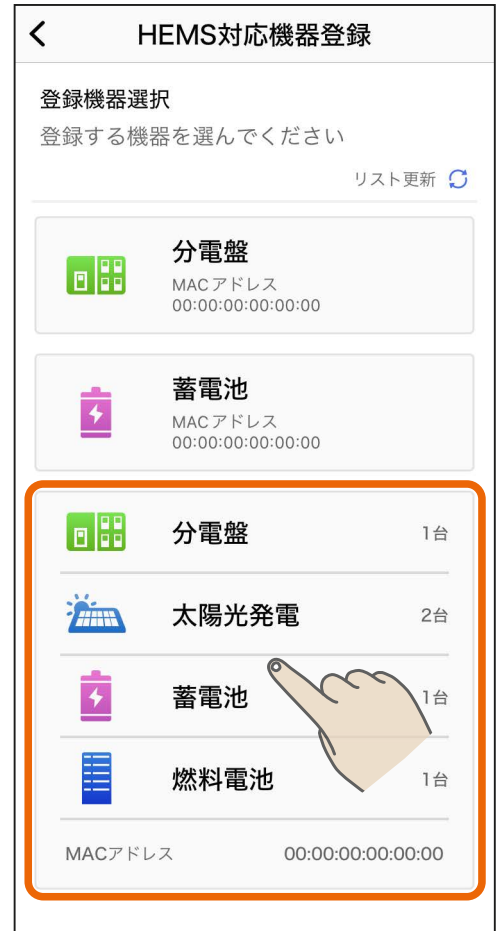 HEMS対応機器登録
登録機器選択
登録する機器を選んでください
リスト更新
分電盤
MACアドレス
00:00:00:00:00:00
蓄電池
MACアドレス
00:00:00:00:00:00
分電盤 1台
太陽光発電 2台
蓄電池 1台
燃料電池 1台
MACアドレス 00:00:00:00:00:00